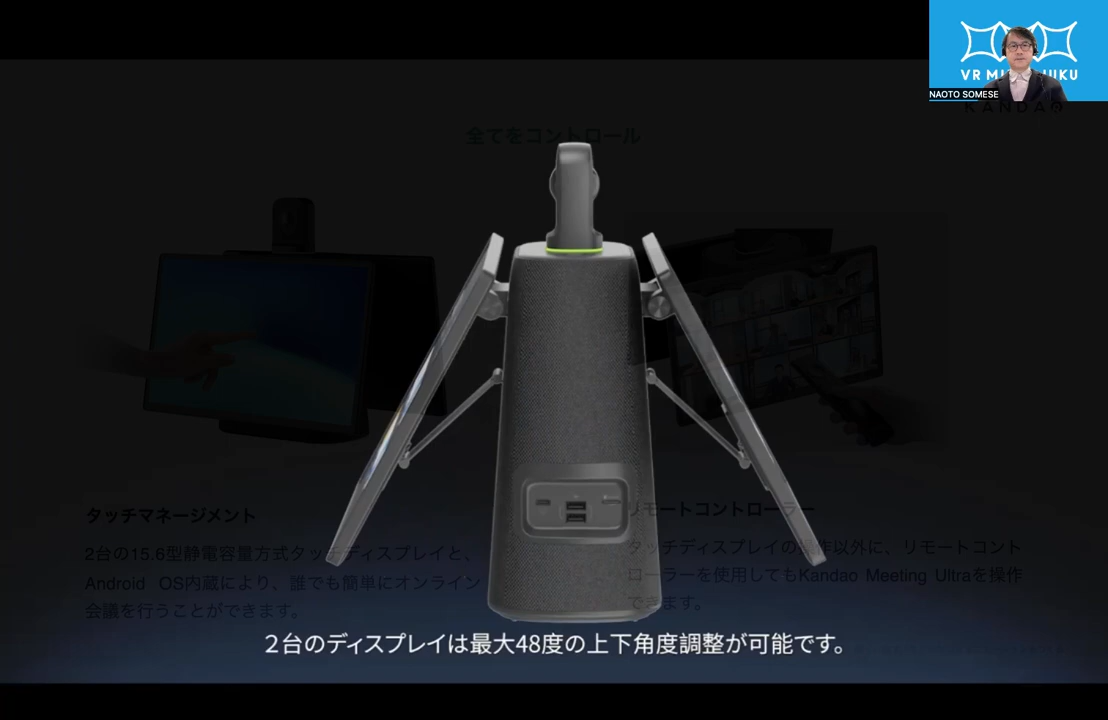 VR M
UKU
NAOTO SOMESE
KANDAO
全てをコントロール
タッチマネージメント
2台の15.6型静電容量方式タッチディスプレイと、
Android OS内蔵により、誰でも簡単にオンライン
会議を行うことができます。
リモートコントローラー
タッチディスプレイの操作以外に、リモートコント
ローラーを使用してもKandao Meeting Ultraを操作
できます。
2台のディスプレイは最大48度の上下角度調整が可能です。